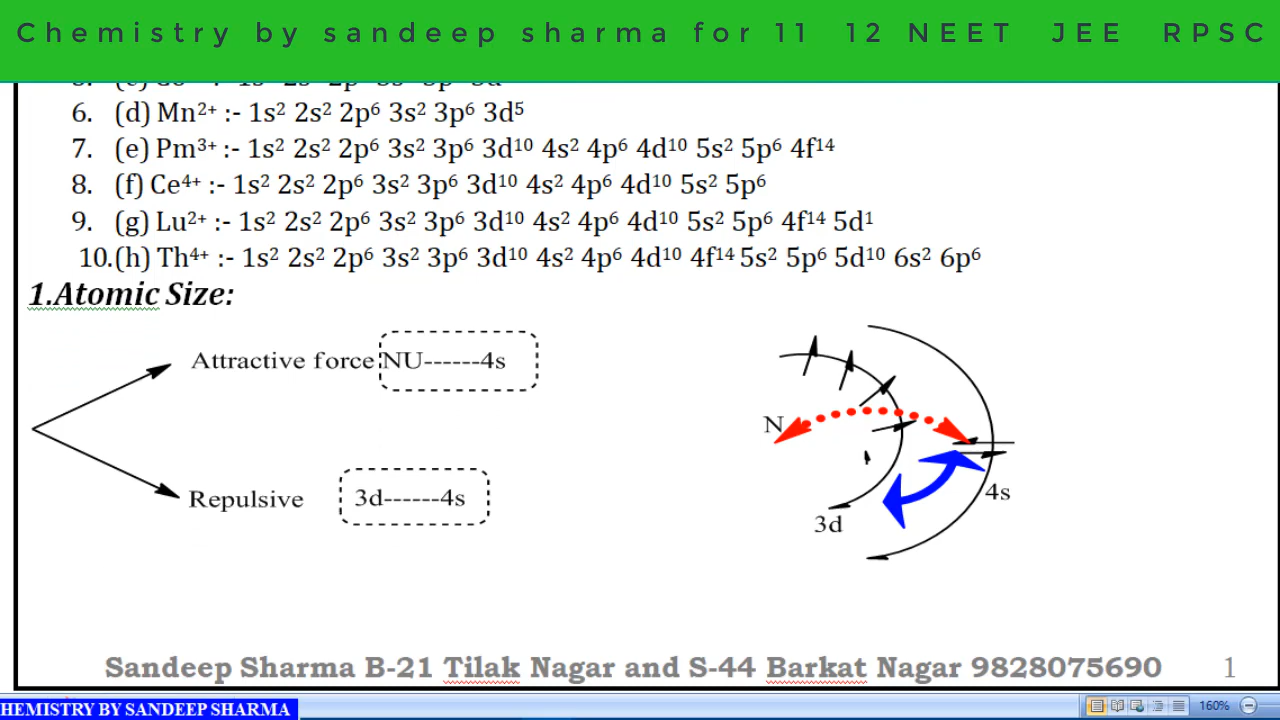 Chemistry by sandeep sharma for 11 12 NEET JEE RPSC
6. (d) Mn²⁺ :- 1s² 2s² 2p⁶ 3s² 3p⁶ 3d⁵
7. (e) Pm³⁺ :- 1s² 2s² 2p⁶ 3s² 3p⁶ 3d¹⁰ 4s² 4p⁶ 4d¹⁰ 5s² 5p⁶ 4f¹⁴
8. (f) Ce⁴⁺ :- 1s² 2s² 2p⁶ 3s² 3p⁶ 3d¹⁰ 4s² 4p⁶ 4d¹⁰ 5s² 5p⁶
9. (g) Lu²⁺ :- 1s² 2s² 2p⁶ 3s² 3p⁶ 3d¹⁰ 4s² 4p⁶ 4d¹⁰ 5s² 5p⁶ 4f¹⁴ 5d¹
10.(h) Th⁴⁺ :- 1s² 2s² 2p⁶ 3s² 3p⁶ 3d¹⁰ 4s² 4p⁶ 4d¹⁰ 4f¹⁴ 5s² 5p⁶ 5d¹⁰ 6s² 6p⁶
1.Atomic Size:
Attractive force NU------4s
N
Repulsive 3d------4s
4s
3d
Sandeep Sharma B-21 Tilak Nagar and S-44 Barkat Nagar 9828075690 1
HEMISTRY BY SANDEEP SHARMA
160%